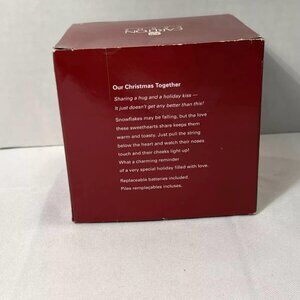 CARLTON
Our Christmas Together
Sharing a hug and a holiday kiss —
It just doesn't get any better than this!
Snowflakes may be falling, but the love
these sweethearts share keeps them
warm and toasty. Just pull the string
below the heart and watch their noses
touch and their cheeks light up!
What a charming reminder
of a very special holiday filled with love.
Replaceable batteries included.
Piles remplaçables incluses.